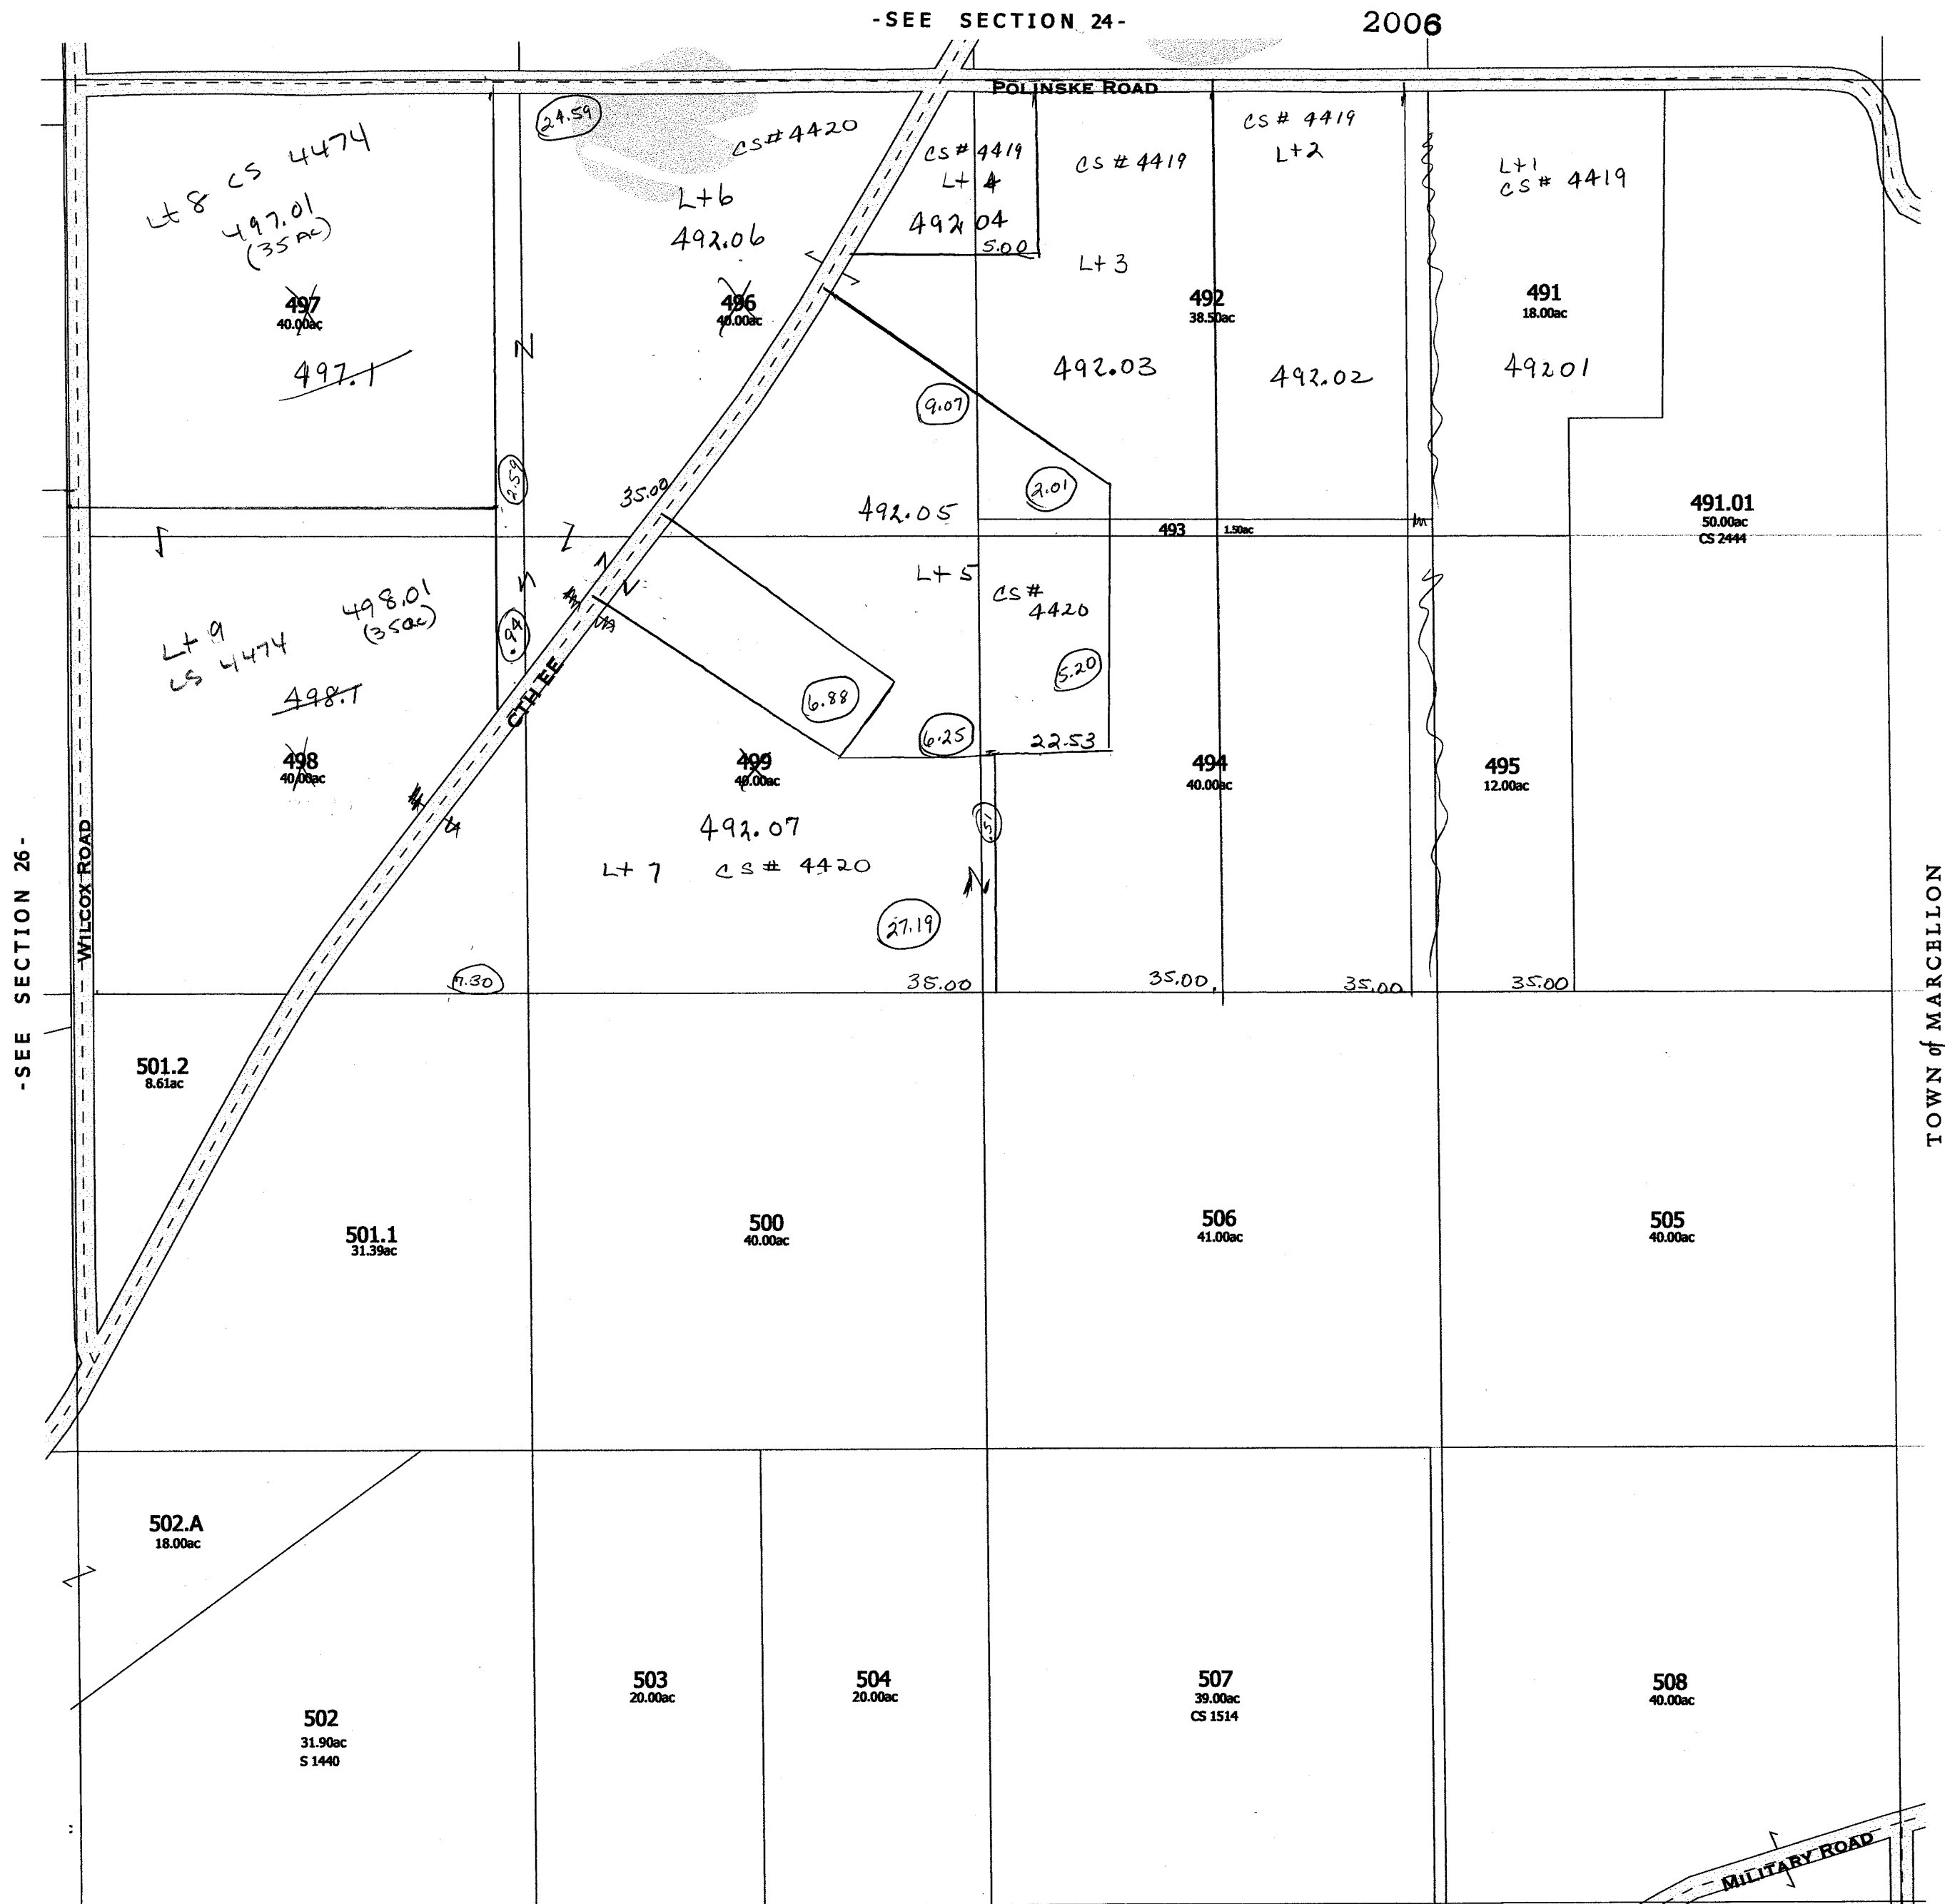 -SEE SECTION 24-
2006
POLINSKE ROAD
24.59
CS# 4420
Lt 8 CS 4474
497.01
(35 AC)
497
40.00ac
497.1
Lt 6
492.06
496
40.00ac
CS# 4419
Lt 4
492.04
5.00
CS # 4419
Lt 3
CS # 4419
Lt 2
Lt 1
CS # 4419
492
38.50ac
491
18.00ac
492.03
492.02
49201
9.07
2.59
35.00
2.01
492.05
493
1.50ac
491.01
50.00ac
CS 2444
Lt 5
CS#
4420
498.01
(35ac)
Lt 9
CS 4474
.94
498.1
498
40.00ac
CTH EE
6.88
5.20
6.25
22.53
499
40.00ac
494
40.00ac
495
12.00ac
492.07
Lt 7 CS # 4420
.51
27.19
7.30
35.00
35.00
35.00
35.00
-SEE SECTION 26-
WILCOX ROAD
TOWN of MARCELLON
501.2
8.61ac
501.1
31.39ac
500
40.00ac
506
41.00ac
505
40.00ac
502.A
18.00ac
502
31.90ac
S 1440
503
20.00ac
504
20.00ac
507
39.00ac
CS 1514
508
40.00ac
MILITARY ROAD